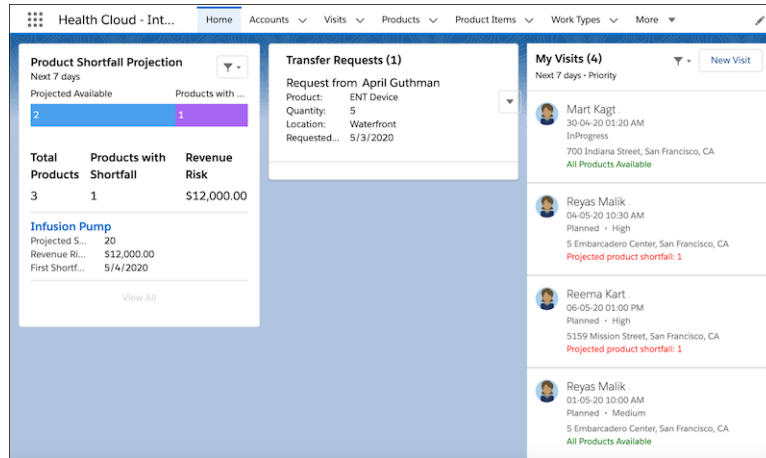 Health Cloud - Int...
Home
Accounts
Visits
Products
Product Items
Work Types
More
Product Shortfall Projection
Next 7 days
Projected Available
Products with ...
2
1
Total Products
Products with Shortfall
Revenue Risk
3
1
$12,000.00
Infusion Pump
Projected S... 20
Revenue Ri... $12,000.00
First Shortf... 5/4/2020
View All
Transfer Requests (1)
Request from April Guthman
Product: ENT Device
Quantity: 5
Location: Waterfront
Requested... 5/3/2020
My Visits (4)
Next 7 days • Priority
New Visit
Mart Kagt
30-04-20 01:20 AM
InProgress
700 Indiana Street, San Francisco, CA
All Products Available
Reyas Malik
04-05-20 10:30 AM
Planned • High
5 Embarcadero Center, San Francisco, CA
Projected product shortfall: 1
Reema Kart
06-05-20 01:00 PM
Planned • High
5159 Mission Street, San Francisco, CA
Projected product shortfall: 1
Reyas Malik
01-05-20 10:00 AM
Planned • Medium
5 Embarcadero Center, San Francisco, CA
All Products Available